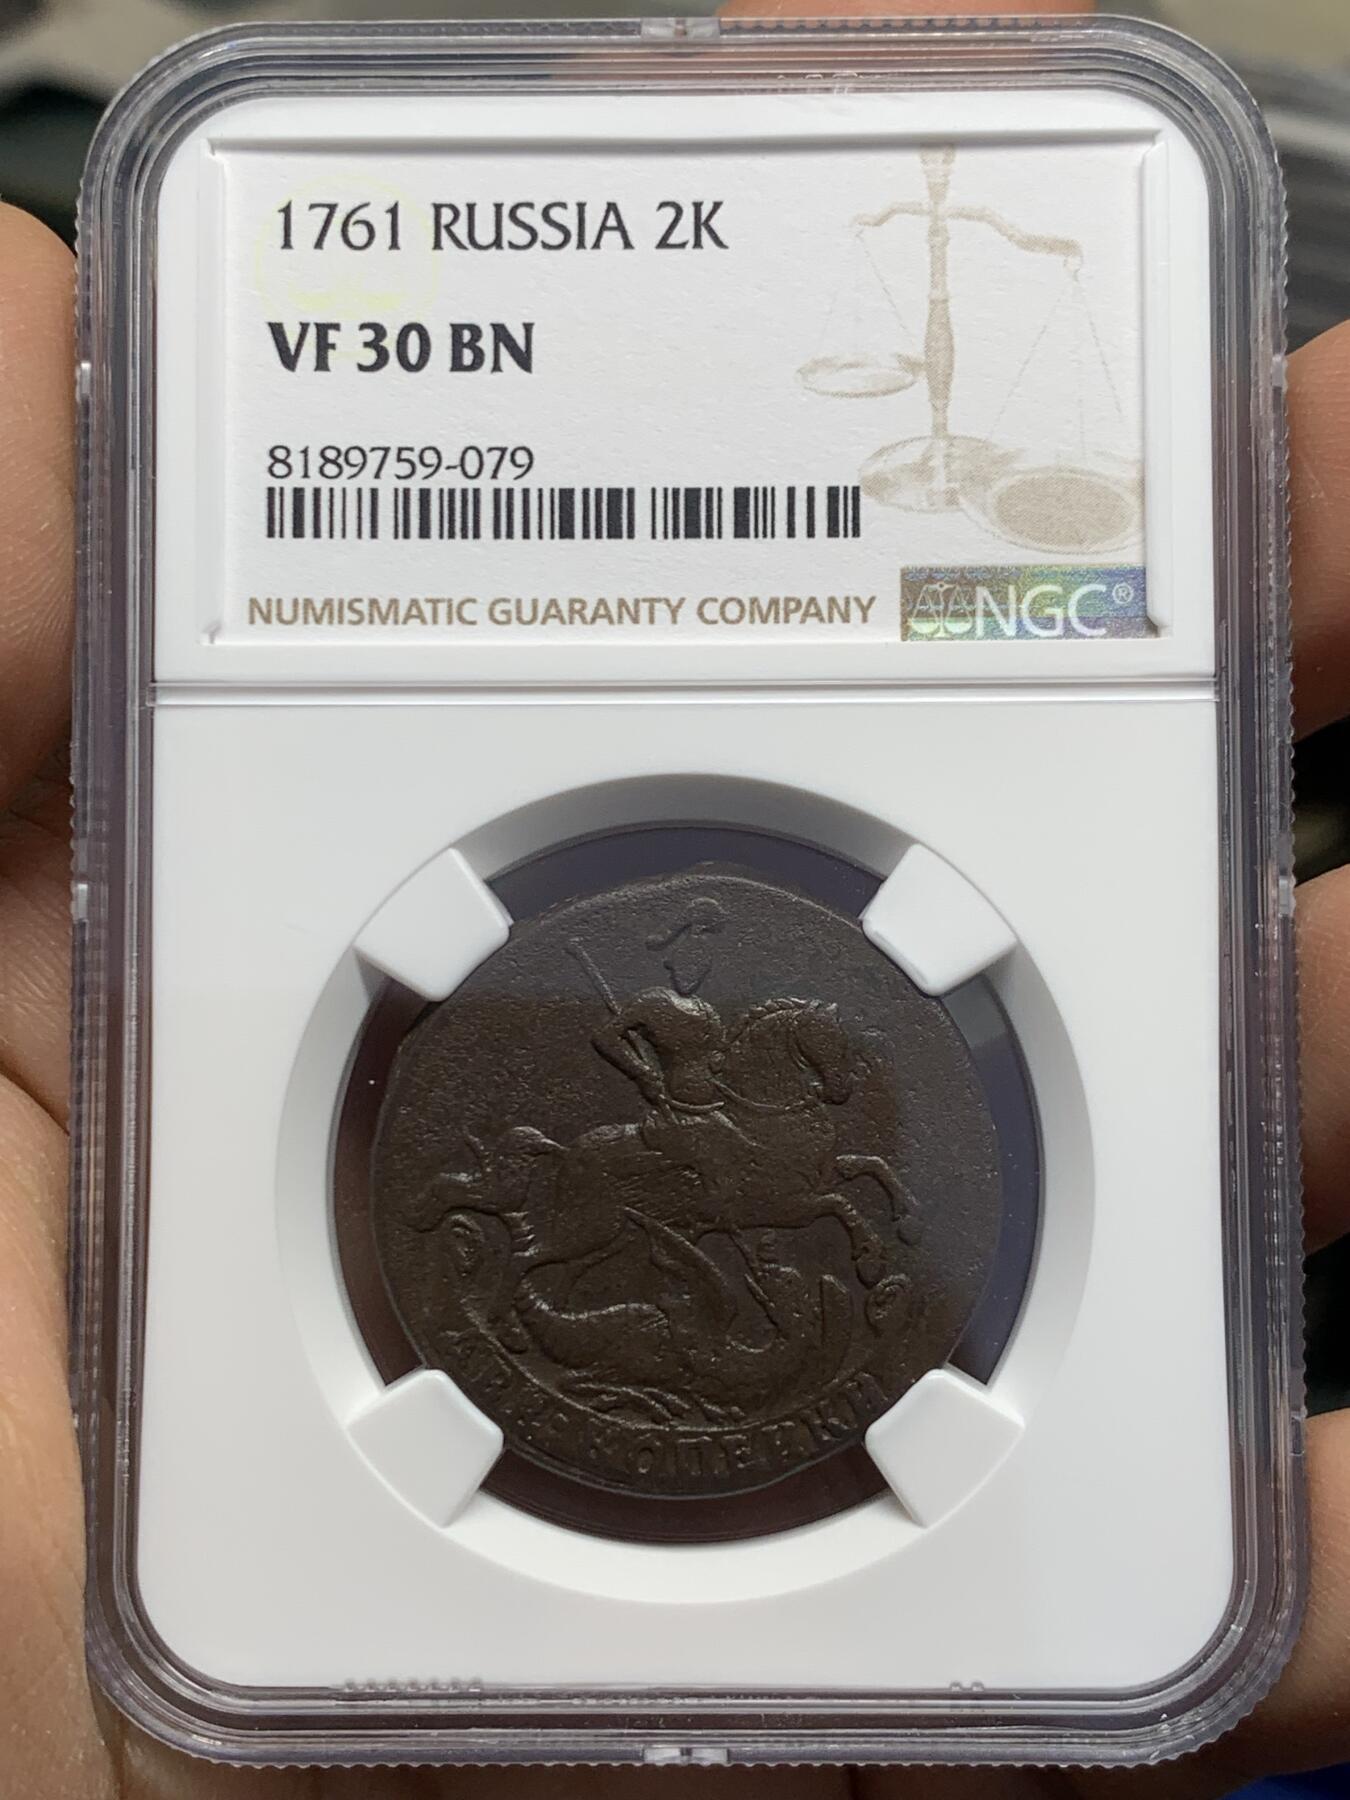 1761 RUSSIA 2K
VF 30 BN
8189759-079
NUMISMATIC GUARANTY COMPANY
NGC®
КОПЕЕКИ